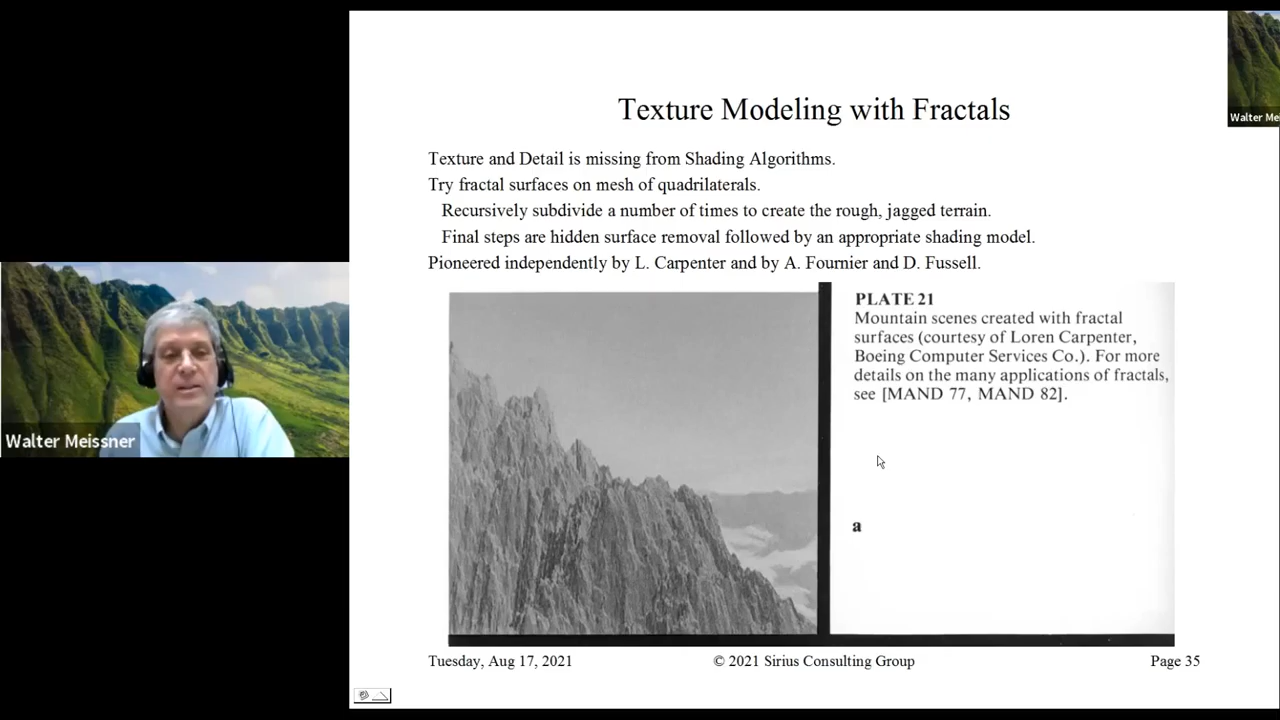 Texture Modeling with Fractals
Texture and Detail is missing from Shading Algorithms.
Try fractal surfaces on mesh of quadrilaterals.
Recursively subdivide a number of times to create the rough, jagged terrain.
Final steps are hidden surface removal followed by an appropriate shading model.
Pioneered independently by L. Carpenter and by A. Fournier and D. Fussell.
PLATE 21
Mountain scenes created with fractal
surfaces (courtesy of Loren Carpenter,
Boeing Computer Services Co.). For more
details on the many applications of fractals,
see [MAND 77, MAND 82].
a
Tuesday, Aug 17, 2021
© 2021 Sirius Consulting Group
Page 35
Walter Meissner
Walter Mei